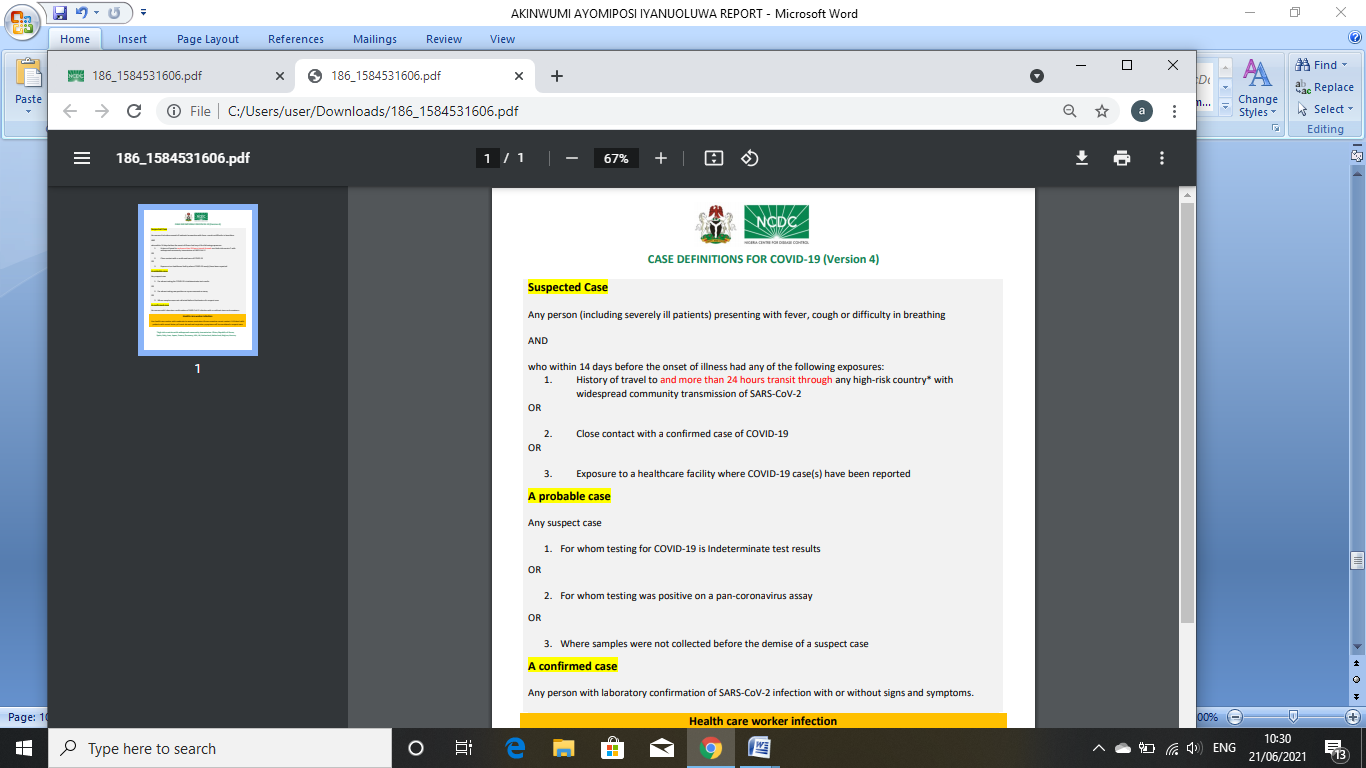 AKINWUMI AYOMIPOSI IYANUOLUWA REPORT - Microsoft Word
Home Insert Page Layout References Mailings Review View
186_1584531606.pdf 186_1584531606.pdf
Paste
Find
Replace
Select
Editing
Change
Styles
File C:/Users/user/Downloads/186_1584531606.pdf a
186_1584531606.pdf 1 / 1 67%
1
NCDC
NIGERIA CENTRE FOR DISEASE CONTROL
CASE DEFINITIONS FOR COVID-19 (Version 4)
Suspected Case
Any person (including severely ill patients) presenting with fever, cough or difficulty in breathing
AND
who within 14 days before the onset of illness had any of the following exposures:
1. History of travel to and more than 24 hours transit through any high-risk country* with
widespread community transmission of SARS-CoV-2
OR
2. Close contact with a confirmed case of COVID-19
OR
3. Exposure to a healthcare facility where COVID-19 case(s) have been reported
A probable case
Any suspect case
1. For whom testing for COVID-19 is Indeterminate test results
OR
2. For whom testing was positive on a pan-coronavirus assay
OR
3. Where samples were not collected before the demise of a suspect case
A confirmed case
Any person with laboratory confirmation of SARS-CoV-2 infection with or without signs and symptoms.
Health care worker infection
Page: 10
00%
Type here to search
ENG
10:30
21/06/2021
13